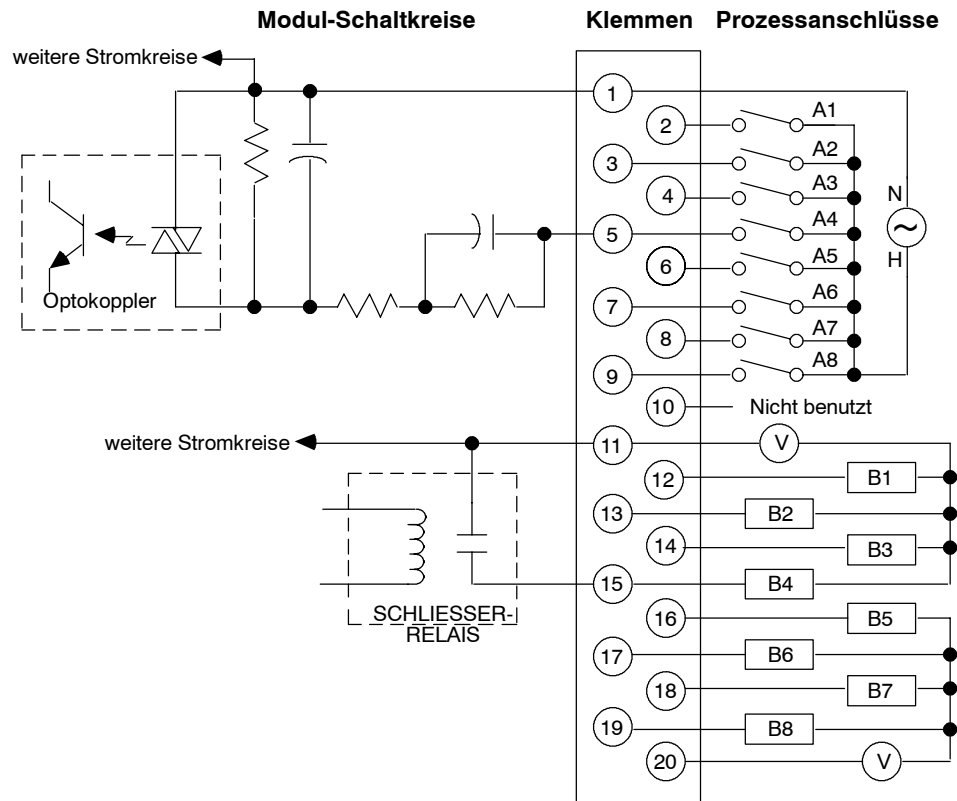 Modul-Schaltkreise Klemmen Prozessanschlüsse
weitere Stromkreise
1
2 A1
3 A2
4 A3
N
5 A4
6 A5
H
Optokoppler
7 A6
8 A7
9 A8
10 Nicht benutzt
weitere Stromkreise 11 V
12 B1
13 B2
14 B3
15 B4
SCHLIESSER-
RELAIS
16 B5
17 B6
18 B7
19 B8
20 V